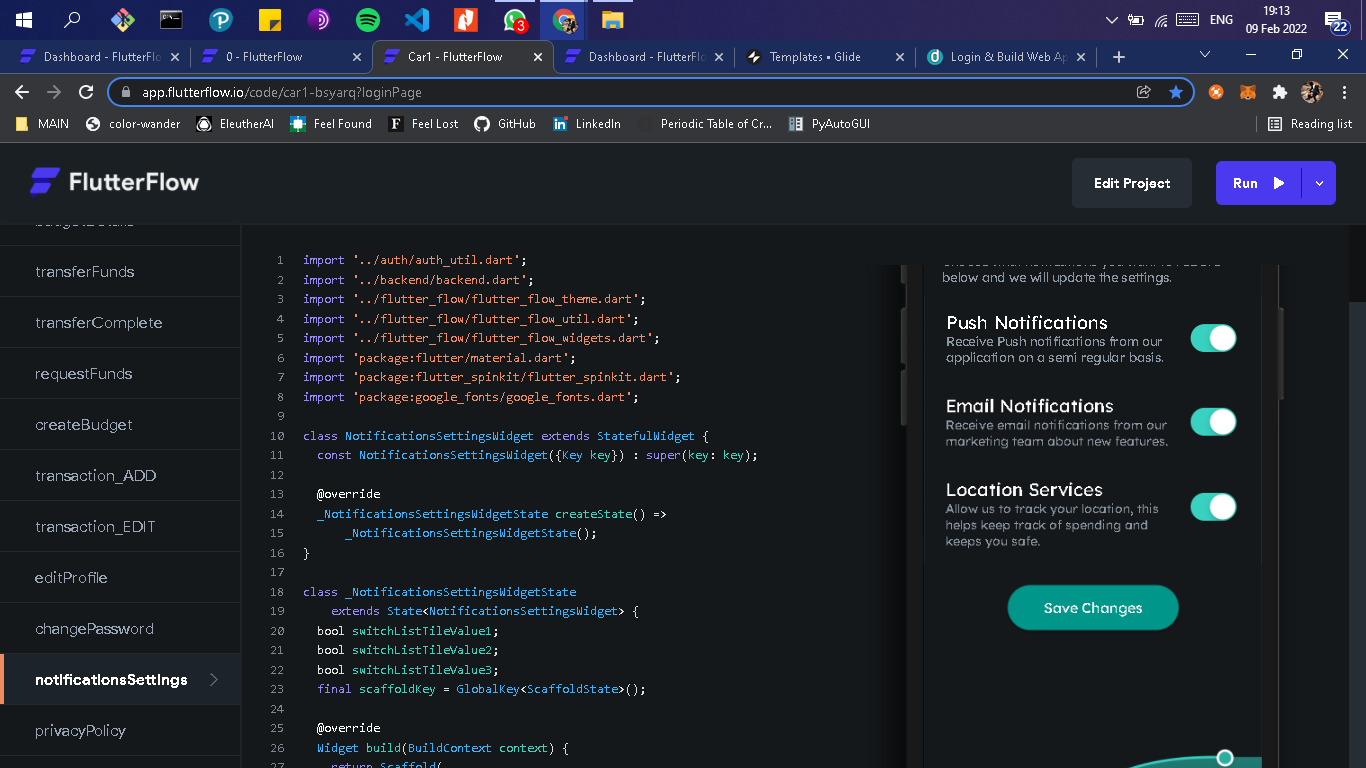 3
ENG
19:13
09 Feb 2022
22
Dashboard - FlutterFlo
0 - FlutterFlow
Car1 - FlutterFlow
Dashboard - FlutterFlo
Templates • Glide
Login & Build Web Ap
app.flutterflow.io/code/car1-bsyarq?loginPage
MAIN
color-wander
EleutherAI
Feel Found
Feel Lost
GitHub
LinkedIn
Periodic Table of Cr...
PyAutoGUI
Reading list
FlutterFlow
Edit Project
Run
transferFunds
transferComplete
requestFunds
createBudget
transaction_ADD
transaction_EDIT
editProfile
changePassword
notificationsSettings
privacyPolicy
1 import '../auth/auth_util.dart';
2 import '../backend/backend.dart';
3 import '../flutter_flow/flutter_flow_theme.dart';
4 import '../flutter_flow/flutter_flow_util.dart';
5 import '../flutter_flow/flutter_flow_widgets.dart';
6 import 'package:flutter/material.dart';
7 import 'package:flutter_spinkit/flutter_spinkit.dart';
8 import 'package:google_fonts/google_fonts.dart';
9
10 class NotificationsSettingsWidget extends StatefulWidget {
11 const NotificationsSettingsWidget({Key key}) : super(key: key);
12
13 @override
14 _NotificationsSettingsWidgetState createState() =>
15 _NotificationsSettingsWidgetState();
16 }
17
18 class _NotificationsSettingsWidgetState
19 extends State<NotificationsSettingsWidget> {
20 bool switchListTileValue1;
21 bool switchListTileValue2;
22 bool switchListTileValue3;
23 final scaffoldKey = GlobalKey<ScaffoldState>();
24
25 @override
26 Widget build(BuildContext context) {
27 return Scaffold(
below and we will update the settings.
Push Notifications
Receive Push notifications from our
application on a semi regular basis.
Email Notifications
Receive email notifications from our
marketing team about new features.
Location Services
Allow us to track your location, this
helps keep track of spending and
keeps you safe.
Save Changes